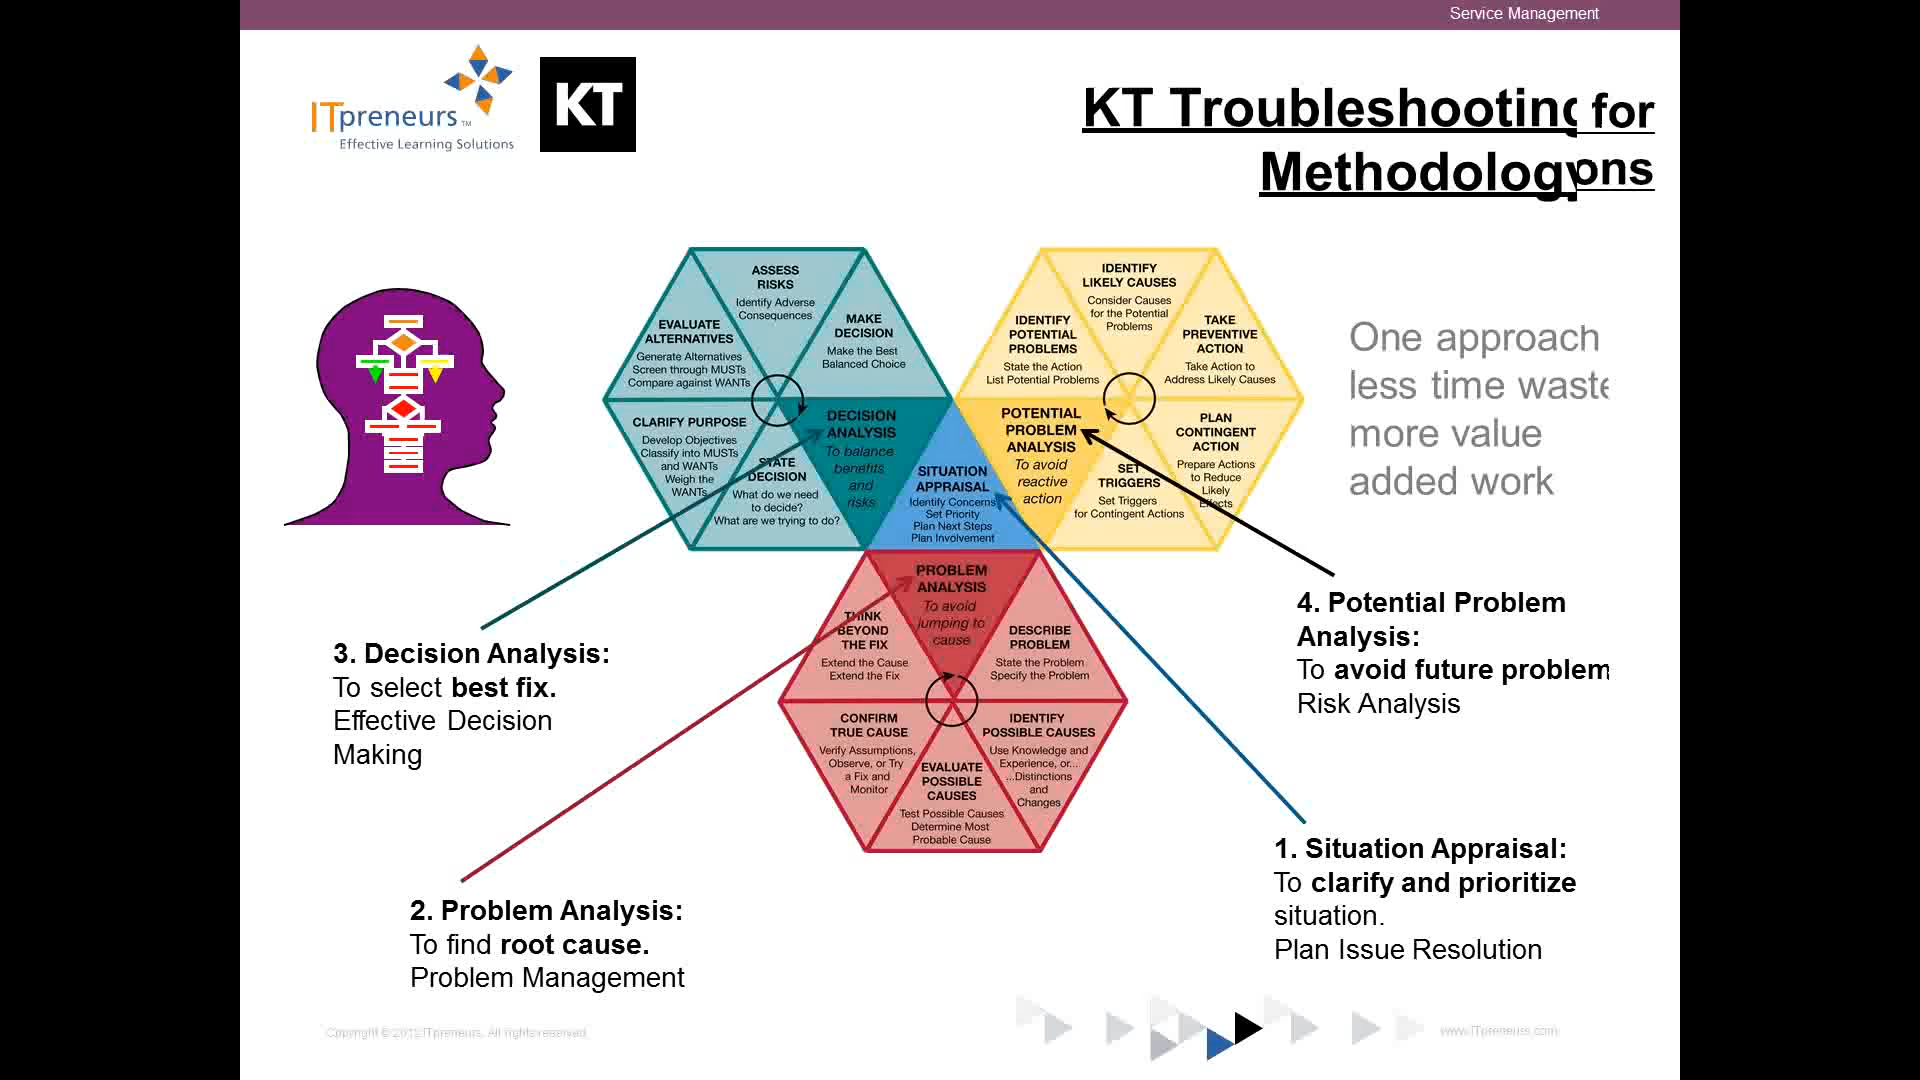 Service Management
ITpreneurs TM
Effective Learning Solutions
KT
KT Troubleshooting for
Methodology ons
ASSESS
RISKS
Identify Adverse
Consequences
EVALUATE
ALTERNATIVES
Generate Alternatives
Screen through MUSTs
Compare against WANTs
MAKE
DECISION
Make the Best
Balanced Choice
CLARIFY PURPOSE
Develop Objectives
Classify into MUSTs
and WANTs
Weigh the
WANTs
STATE
DECISION
What do we need
to decide?
What are we trying to do?
DECISION
ANALYSIS
To balance
benefits
and
risks
IDENTIFY
LIKELY CAUSES
Consider Causes
for the Potential
Problems
IDENTIFY
POTENTIAL
PROBLEMS
State the Action
List Potential Problems
TAKE
PREVENTIVE
ACTION
Take Action to
Address Likely Causes
POTENTIAL
PROBLEM
ANALYSIS
To avoid
reactive
action
PLAN
CONTINGENT
ACTION
Prepare Actions
to Reduce
Likely
Effects
SET
TRIGGERS
Set Triggers
for Contingent Actions
SITUATION
APPRAISAL
Identify Concerns
Set Priority
Plan Next Steps
Plan Involvement
PROBLEM
ANALYSIS
To avoid
jumping to
cause
THINK
BEYOND
THE FIX
Extend the Cause
Extend the Fix
DESCRIBE
PROBLEM
State the Problem
Specify the Problem
CONFIRM
TRUE CAUSE
Verify Assumptions,
Observe, or Try
a Fix and
Monitor
EVALUATE
POSSIBLE
CAUSES
Test Possible Causes
Determine Most
Probable Cause
IDENTIFY
POSSIBLE CAUSES
Use Knowledge and
Experience, or...
...Distinctions
and
Changes
One approach
less time waste
more value
added work
3. Decision Analysis:
To select best fix.
Effective Decision
Making
4. Potential Problem
Analysis:
To avoid future problem
Risk Analysis
2. Problem Analysis:
To find root cause.
Problem Management
1. Situation Appraisal:
To clarify and prioritize
situation.
Plan Issue Resolution
Copyright © 2012 ITpreneurs. All rights reserved.
www.ITpreneurs.com